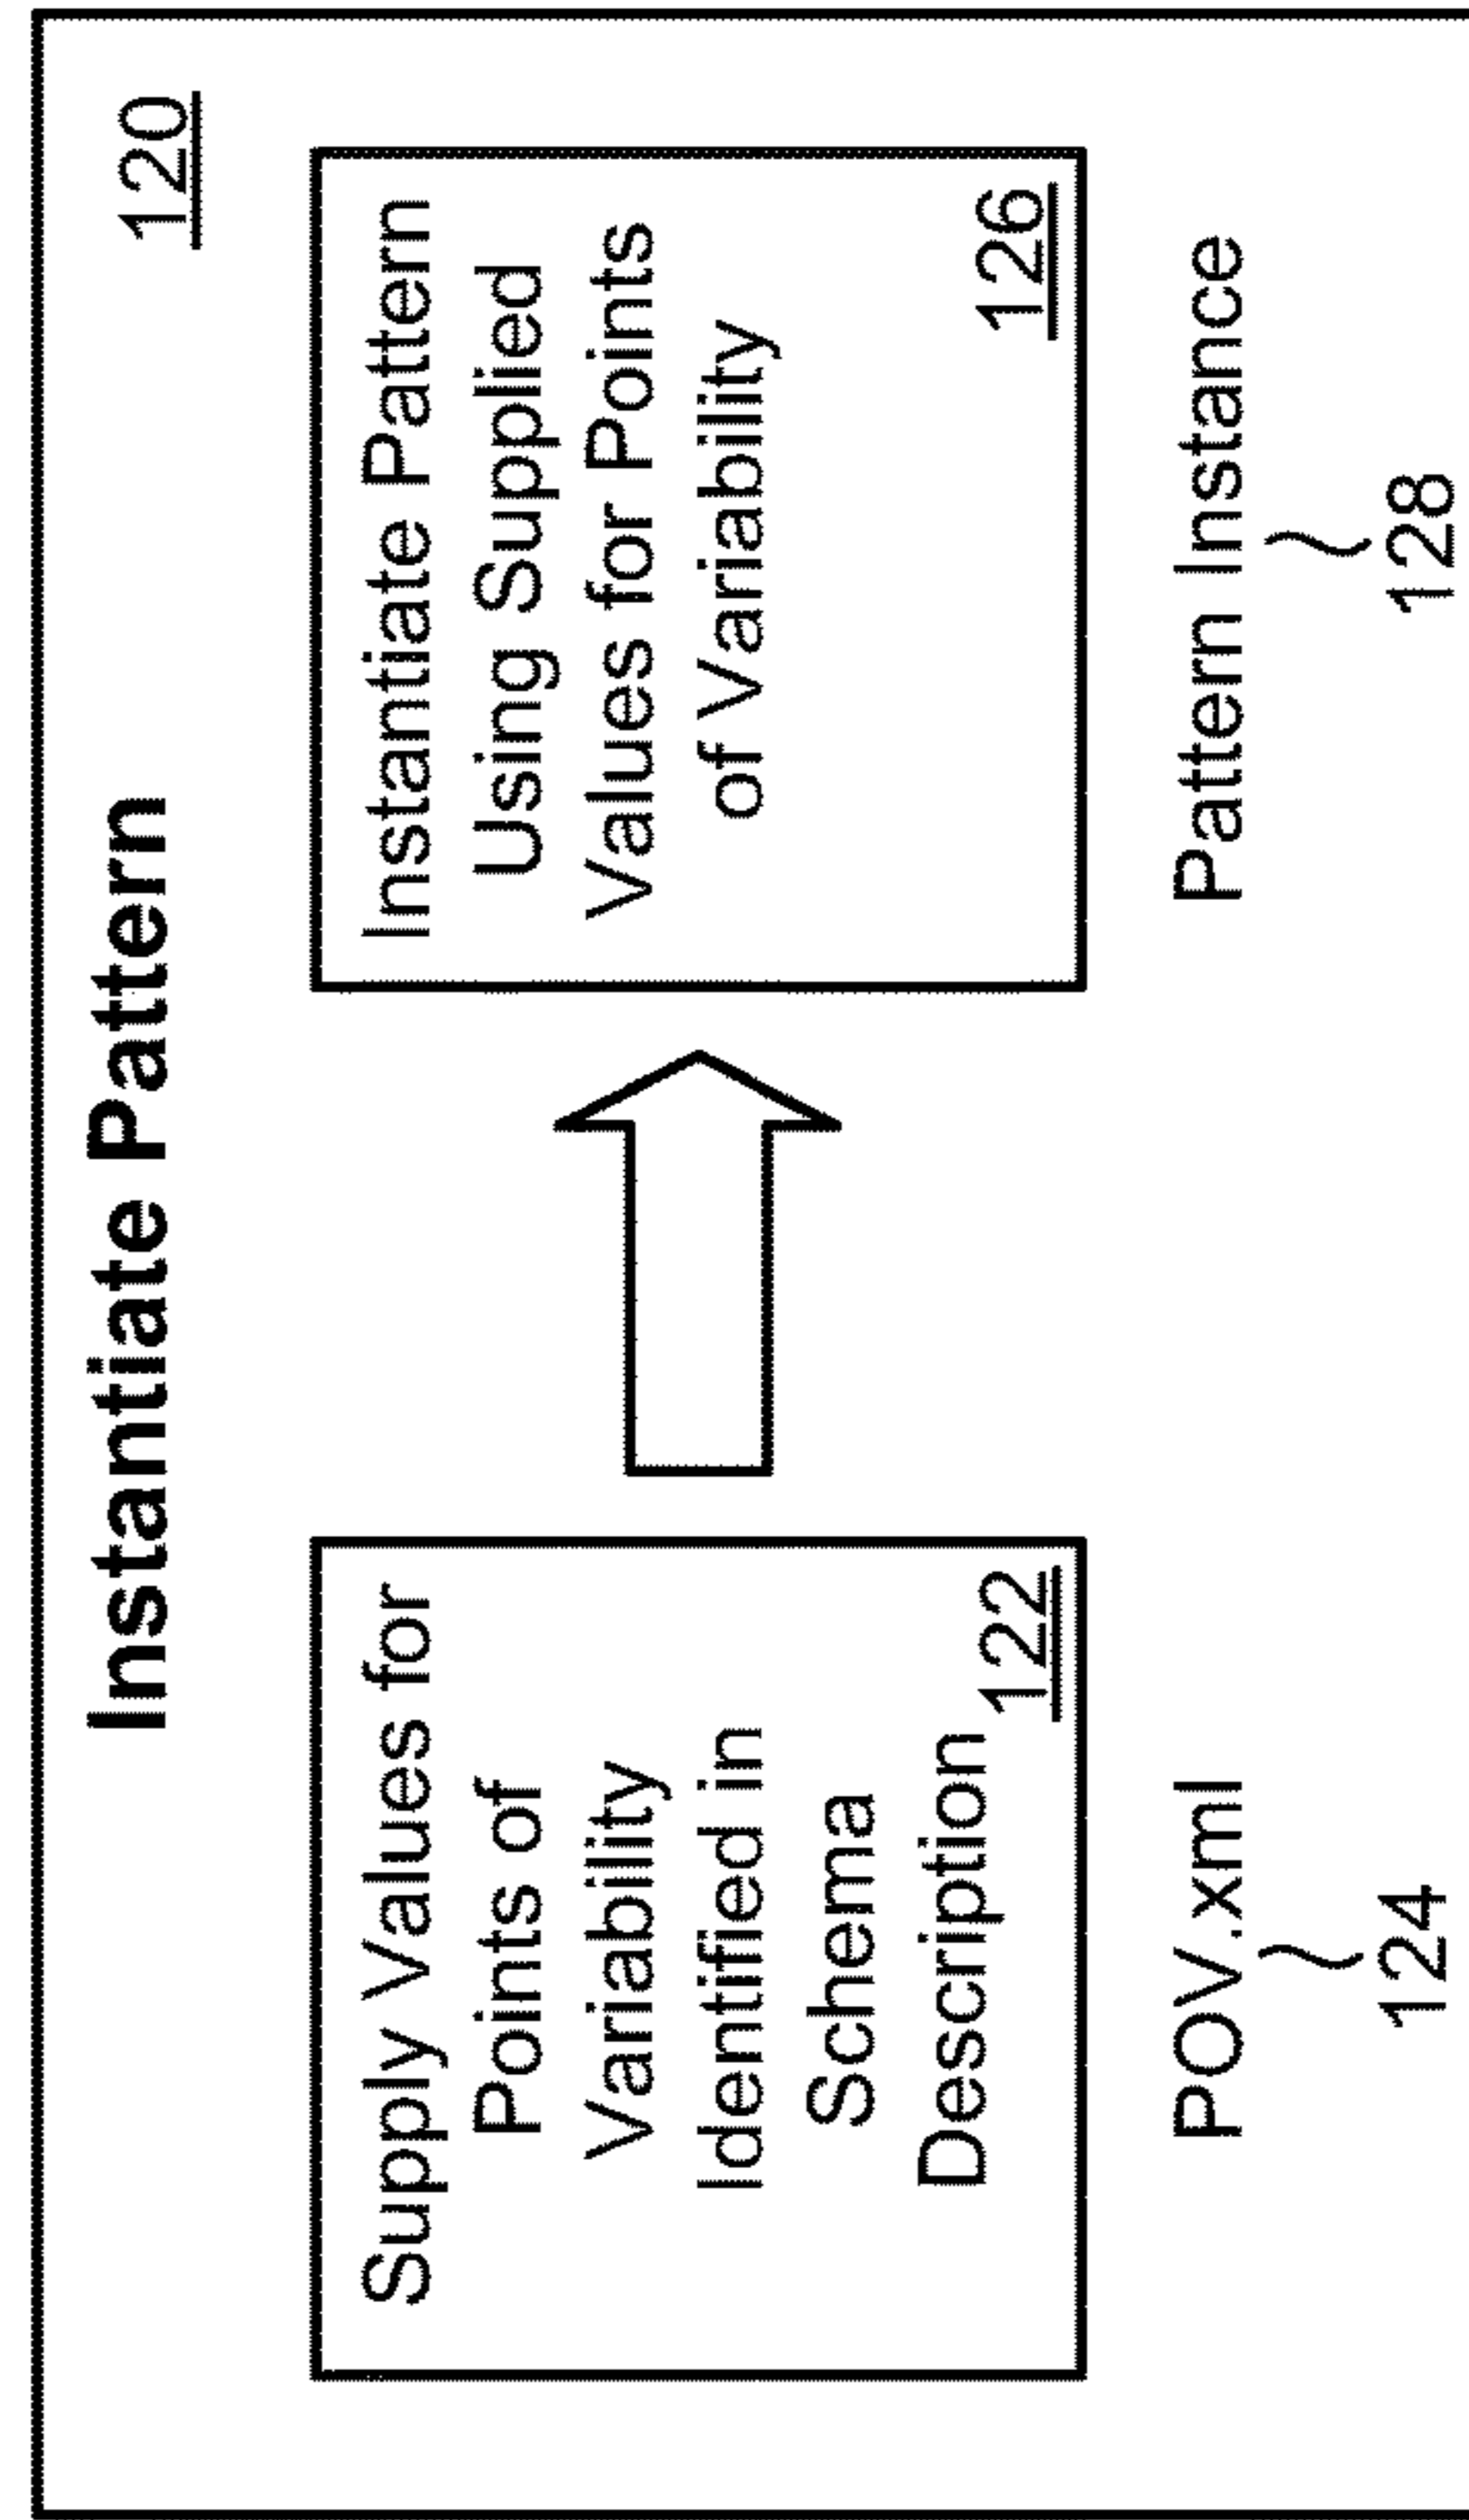 Instantiate Pattern
120
Supply Values for
Points of
Variability
Identified in
Schema
Description
122
POV.xml
124
Instantiate Pattern
Using Supplied
Values for Points
of Variability
126
Pattern Instance
128